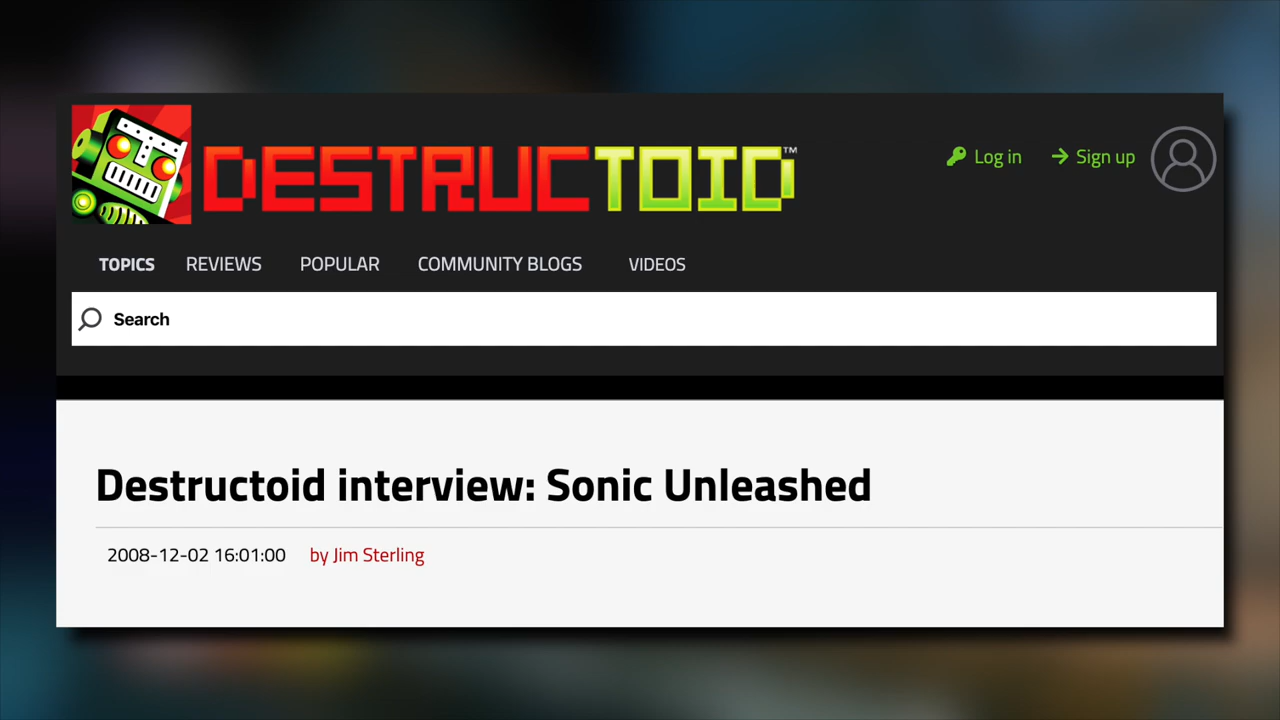 DESTRUCTOID™
Log in
Sign up
TOPICS REVIEWS POPULAR COMMUNITY BLOGS VIDEOS
Search
Destructoid interview: Sonic Unleashed
2008-12-02 16:01:00 by Jim Sterling